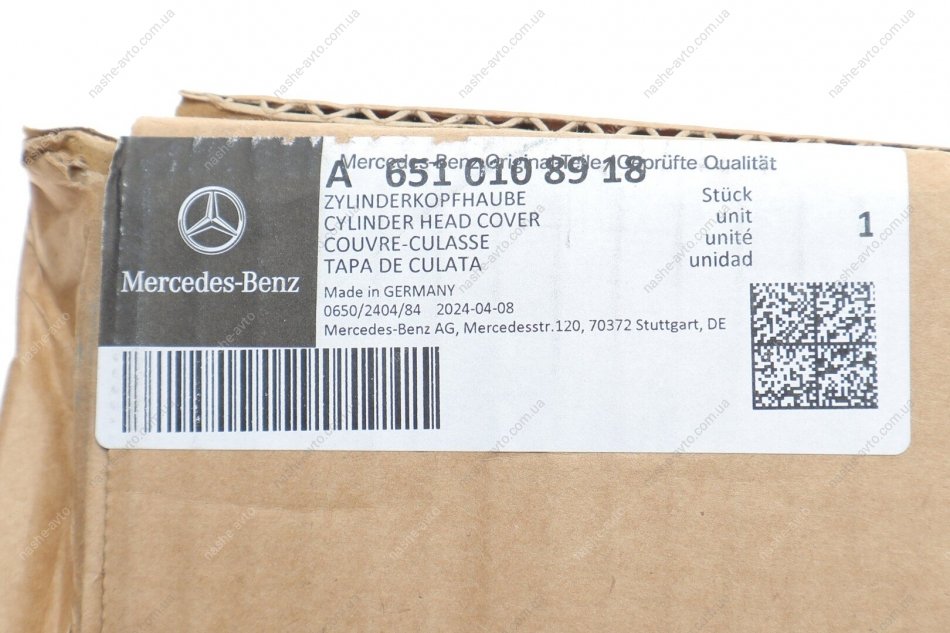 Mercedes-Benz Original-Teile | Geprüfte Qualität
A 651 010 89 18
ZYLINDERKOPFHAUBE
CYLINDER HEAD COVER
COUVRE-CULASSE
TAPA DE CULATA
Stück
unit
unité
unidad
1
Mercedes-Benz
Made in GERMANY
0650/2404/84 2024-04-08
Mercedes-Benz AG, Mercedesstr.120, 70372 Stuttgart, DE
nashe-avto.com.ua